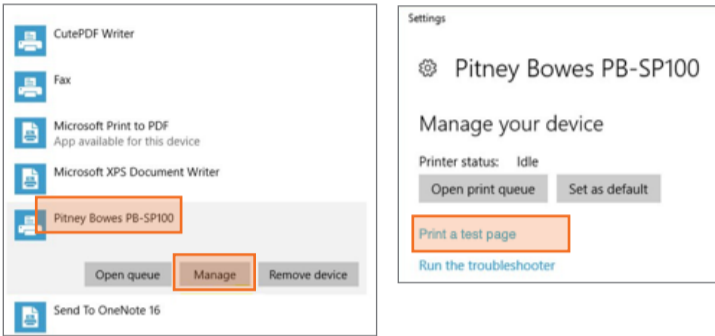 CutePDF Writer
Fax
Microsoft Print to PDF
App available for this device
Microsoft XPS Document Writer
Pitney Bowes PB-SP100
Open queue
Manage
Remove device
Send To OneNote 16
Settings
Pitney Bowes PB-SP100
Manage your device
Printer status: Idle
Open print queue
Set as default
Print a test page
Run the troubleshooter